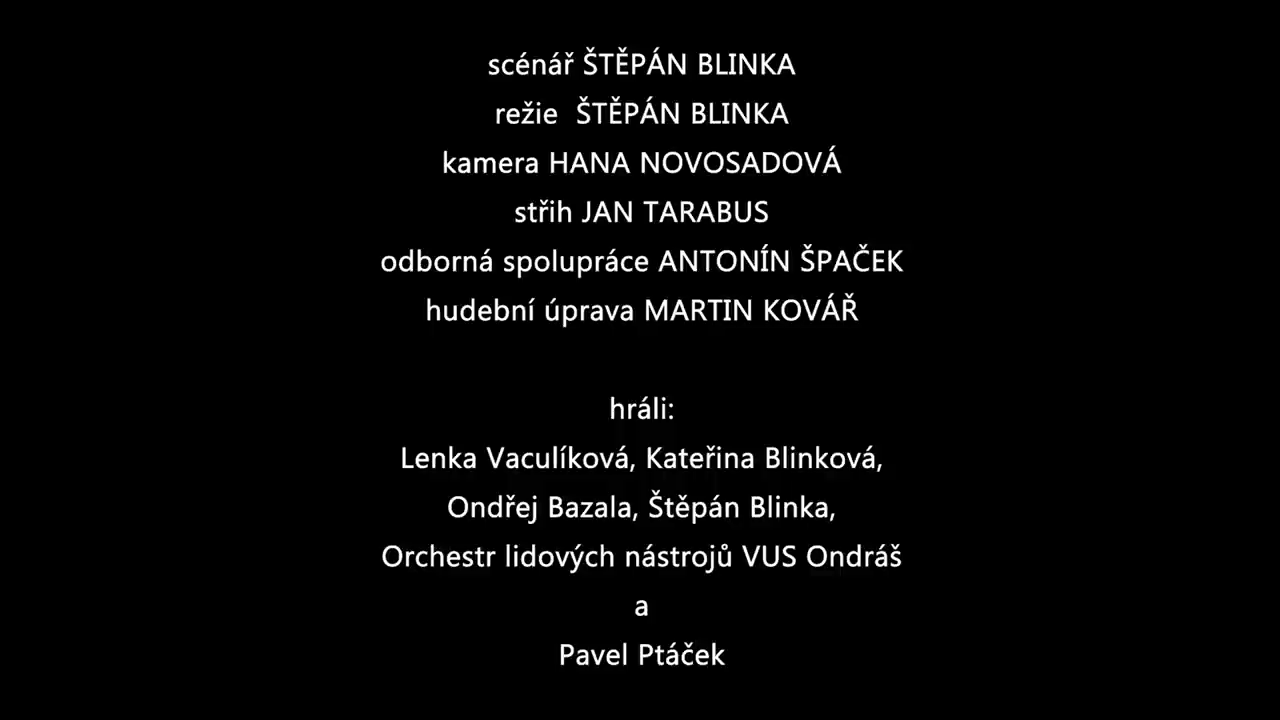 scénář ŠTĚPÁN BLINKA
režie ŠTĚPÁN BLINKA
kamera HANA NOVOSADOVÁ
střih JAN TARABUS
odborná spolupráce ANTONÍN ŠPAČEK
hudební úprava MARTIN KOVÁŘ
hráli:
Lenka Vaculíková, Kateřina Blinková,
Ondřej Bazala, Štěpán Blinka,
Orchestr lidových nástrojů VUS Ondráš
a
Pavel Ptáček